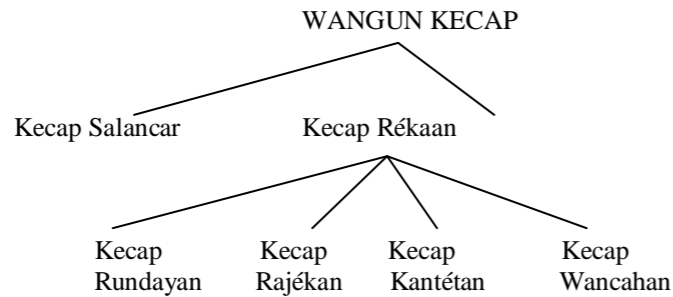 WANGUN KECAP
Kecap Salancar
Kecap Rékaan
Kecap
Rundayan
Kecap
Rajékan
Kecap
Kantétan
Kecap
Wancahan